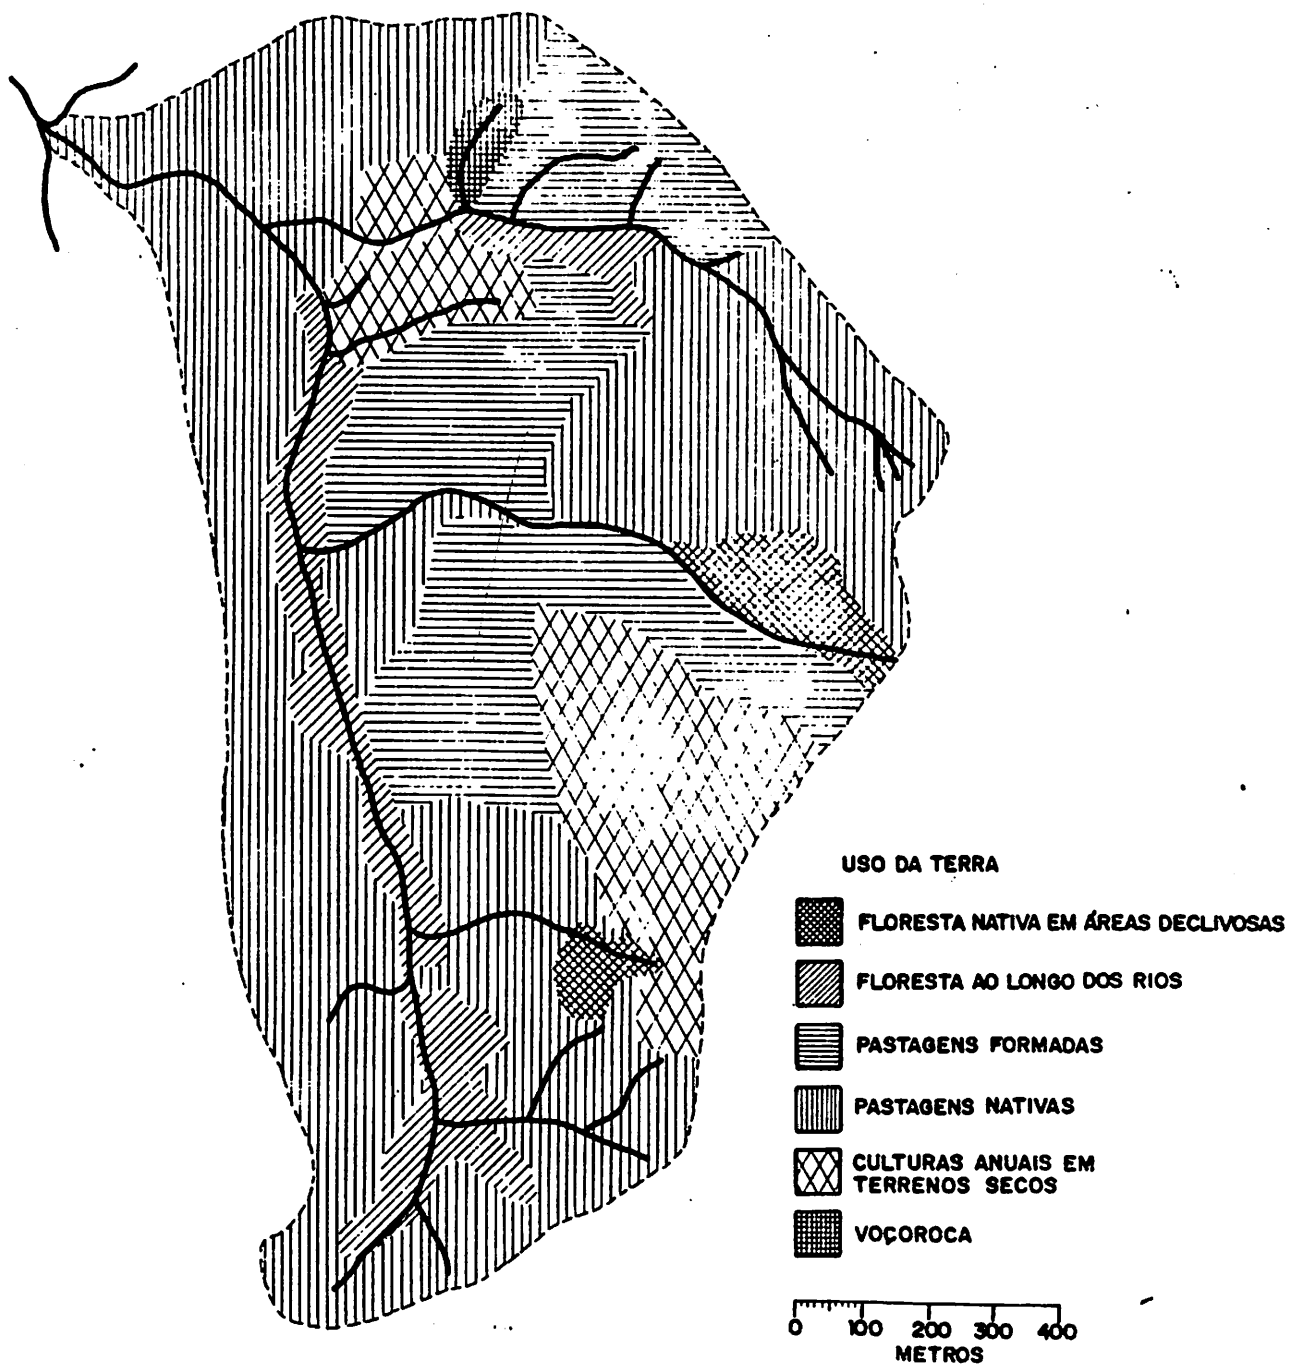 USO DA TERRA
FLORESTA NATIVA EM ÁREAS DECLIVOSAS
FLORESTA AO LONGO DOS RIOS
PASTAGENS FORMADAS
PASTAGENS NATIVAS
CULTURAS ANUAIS EM
TERRENOS SECOS
VOÇOROCA
0 100 200 300 400
METROS